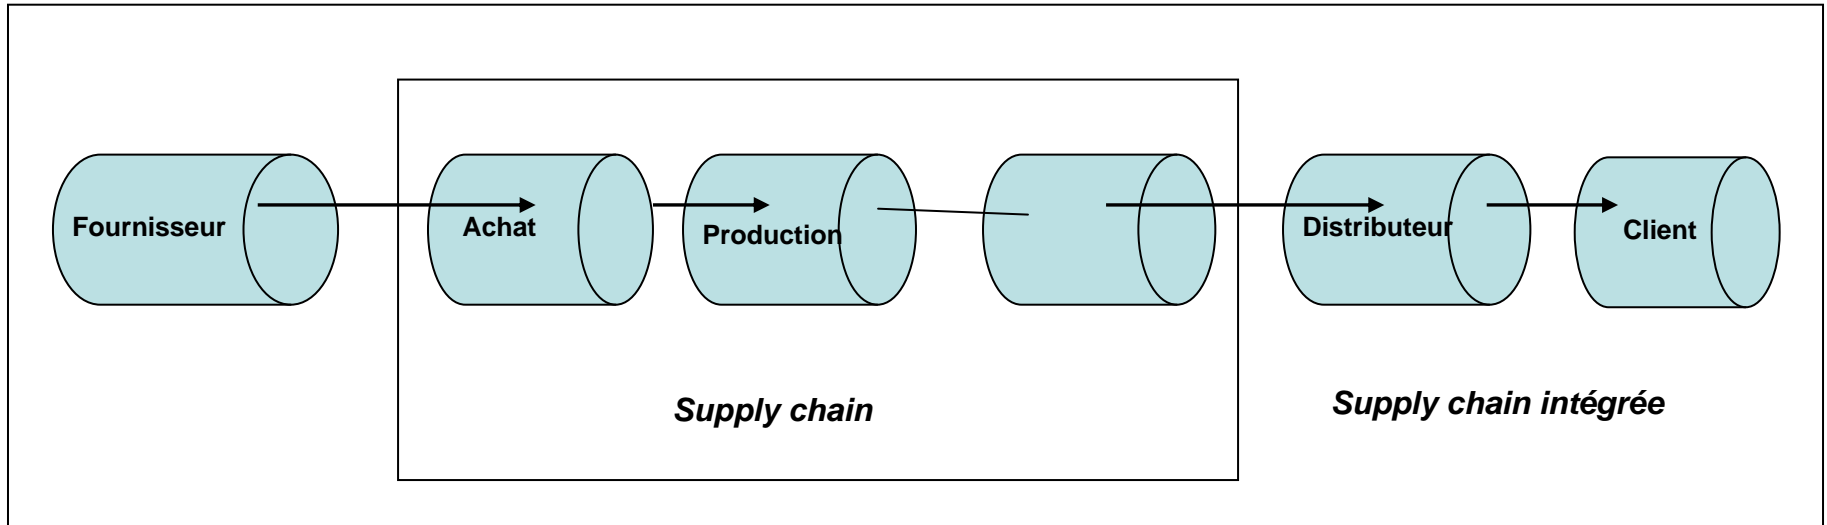 Fournisseur
Achat
Production
Distributeur
Client
Supply chain
Supply chain intégrée